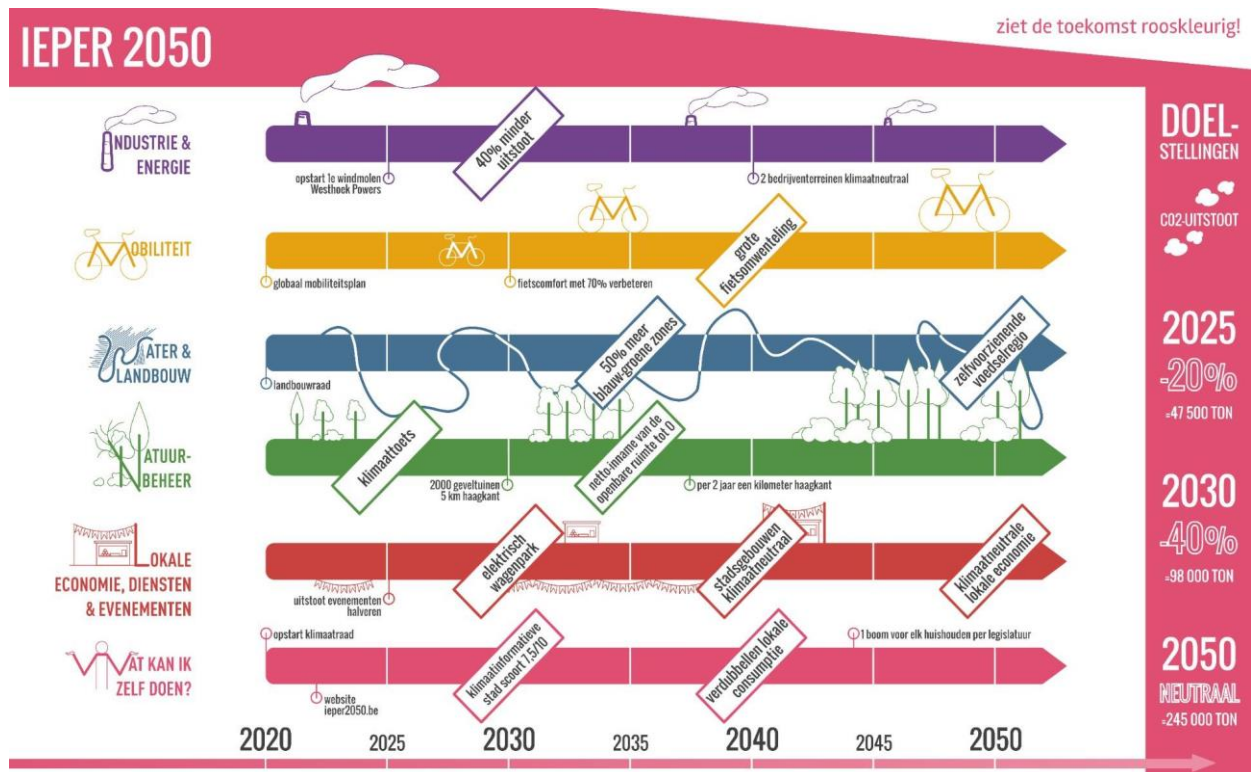 IEPER 2050
ziet de toekomst rooskleurig!
INDUSTRIE &
ENERGIE
40% minder
uitstoot
opstart 1e windmolen
Westhoek Powers
2 bedrijventerreinen klimaatneutraal
MOBILITEIT
grote
fietsomwenteling
globaal mobiliteitsplan
fietscomfort met 70% verbeteren
WATER &
LANDBOUW
50% meer
blauw-groene zones
zelfvoorzienende
voedselregio
landbouwraad
NATUUR-
BEHEER
klimaattoets
netto-inname van de
openbare ruimte tot 0
2000 geveltuinen
5 km haagkant
per 2 jaar een kilometer haagkant
LOKALE
ECONOMIE, DIENSTEN
& EVENEMENTEN
elektrisch
wagenpark
stadsgebouwen
klimaatneutraal
klimaatneutrale
lokale economie
uitstoot evenementen
halveren
WAT KAN IK
ZELF DOEN?
opstart klimaatraad
1 boom voor elk huishouden per legislatuur
klimaatinformatieve
stad scoort 7,5/10
verdubbelen lokale
consumptie
website
ieper2050.be
2020 2025 2030 2035 2040 2045 2050
DOEL-
STELLINGEN
CO2-UITSTOOT
2025
-20%
=47 500 TON
2030
-40%
=98 000 TON
2050
NEUTRAAL
=245 000 TON